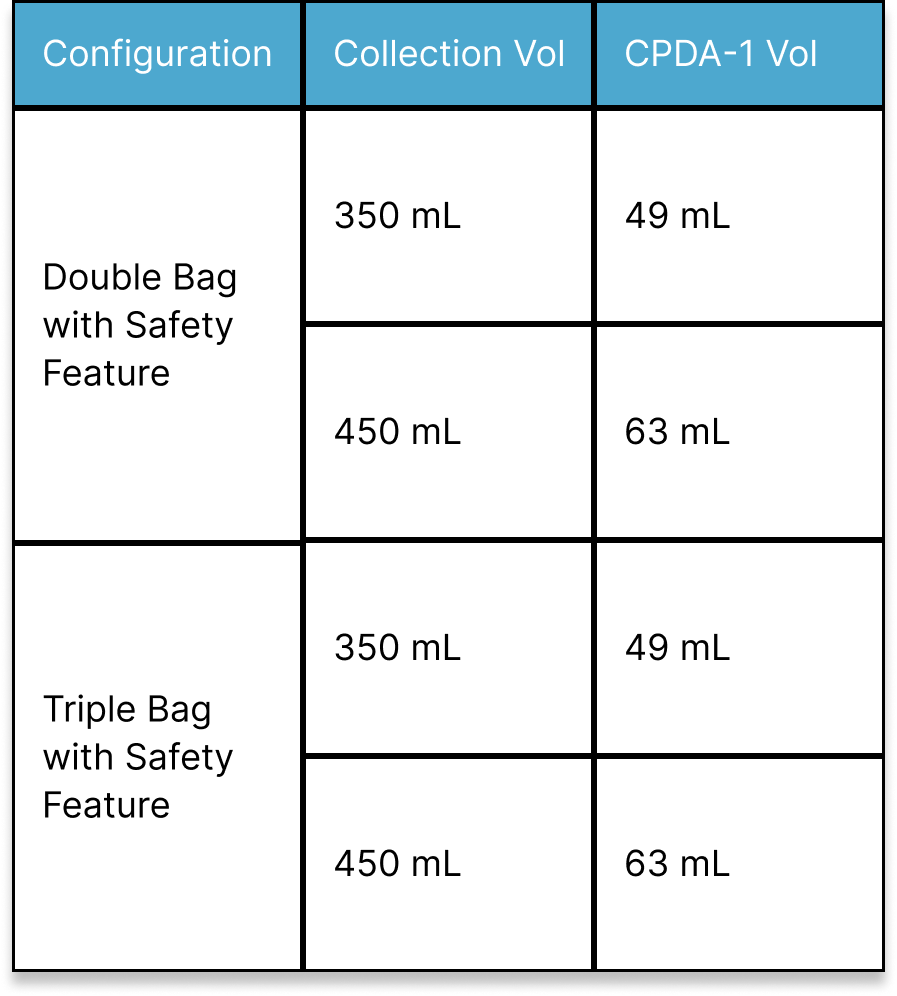 Configuration Collection Vol CPDA-1 Vol
Double Bag
with Safety
Feature
350 mL 49 mL
450 mL 63 mL
Triple Bag
with Safety
Feature
350 mL 49 mL
450 mL 63 mL